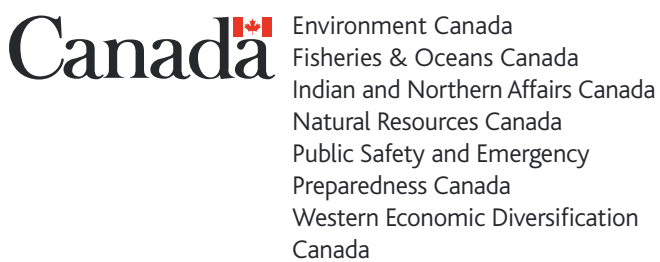 Canada
Environment Canada
Fisheries & Oceans Canada
Indian and Northern Affairs Canada
Natural Resources Canada
Public Safety and Emergency
Preparedness Canada
Western Economic Diversification
Canada